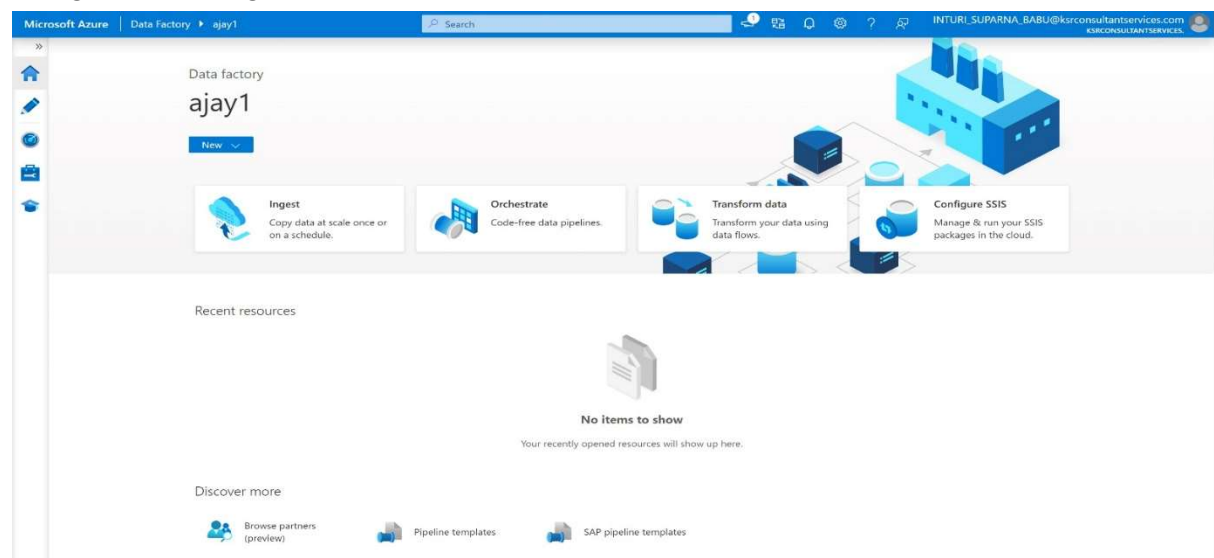 Microsoft Azure
Data Factory
ajay1
Search
1
INTURI_SUPARNA_BABU@ksrconsultantservices.com
KSRCONSULTANTSERVICES.
Data factory
ajay1
New
Ingest
Copy data at scale once or
on a schedule.
Orchestrate
Code-free data pipelines.
Transform data
Transform your data using
data flows.
Configure SSIS
Manage & run your SSIS
packages in the cloud.
Recent resources
No items to show
Your recently opened resources will show up here.
Discover more
Browse partners
(preview)
Pipeline templates
SAP pipeline templates